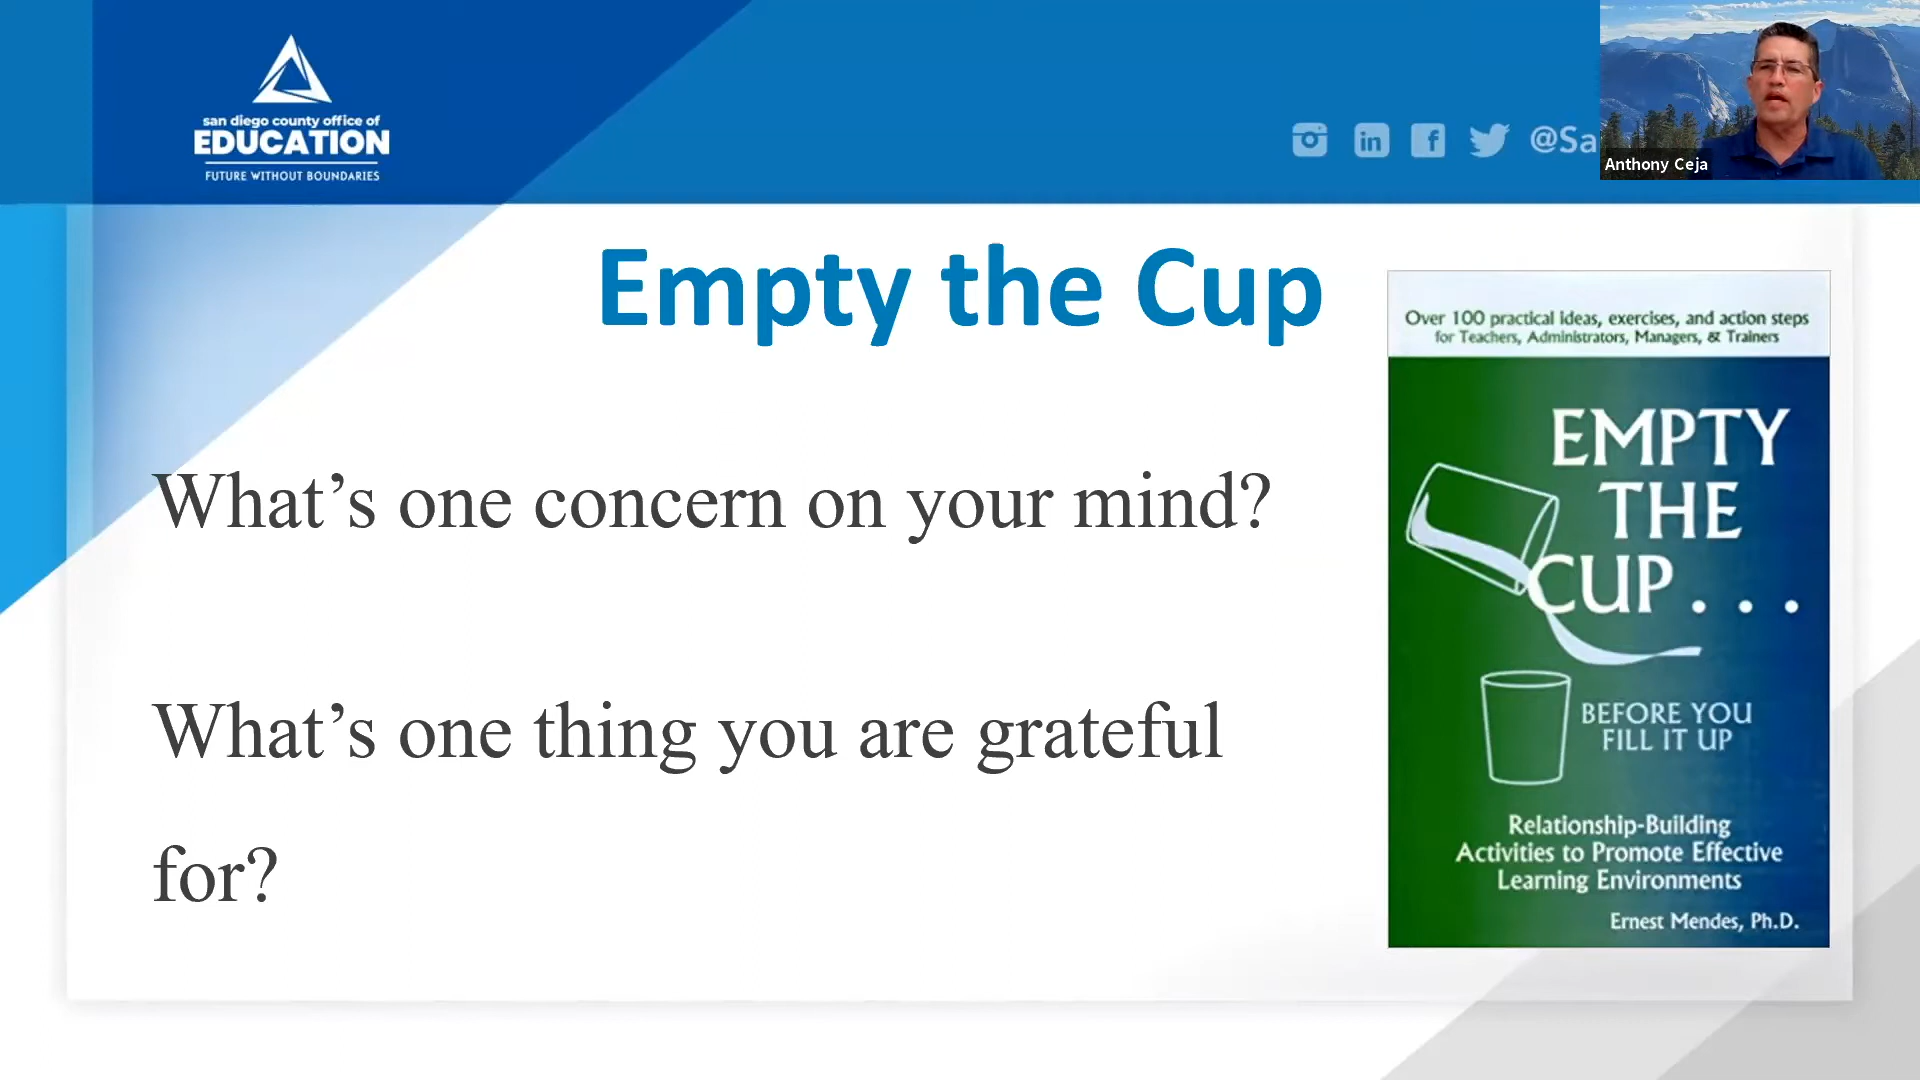 san diego county office of
EDUCATION
FUTURE WITHOUT BOUNDARIES
@Sa
Anthony Ceja
Empty the Cup
What’s one concern on your mind?
What’s one thing you are grateful
for?
Over 100 practical ideas, exercises, and action steps
for Teachers, Administrators, Managers, & Trainers
EMPTY
THE
CUP . . .
BEFORE YOU
FILL IT UP
Relationship-Building
Activities to Promote Effective
Learning Environments
Ernest Mendes, Ph.D.